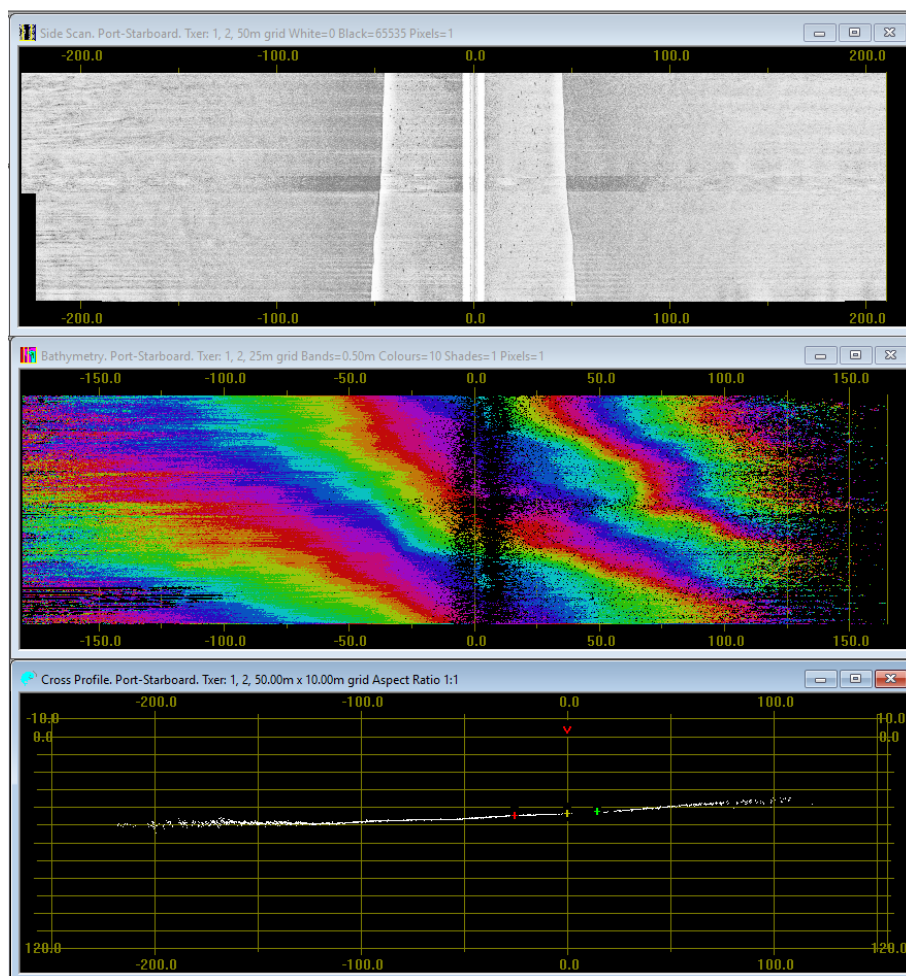 Side Scan. Port-Starboard. Txer: 1, 2, 50m grid White=0 Black=65535 Pixels=1
-200.0 -100.0 0.0 100.0 200.0
-200.0 -100.0 0.0 100.0 200.0
Bathymetry. Port-Starboard. Txer: 1, 2, 25m grid Bands=0.50m Colours=10 Shades=1 Pixels=1
-150.0 -100.0 -50.0 0.0 50.0 100.0 150.0
-150.0 -100.0 -50.0 0.0 50.0 100.0 150.0
Cross Profile. Port-Starboard. Txer: 1, 2, 50.00m x 10.00m grid Aspect Ratio 1:1
-200.0 -100.0 0.0 100.0
-10.0 10.0
0.0 0.0
120.0 120.0
-200.0 -100.0 0.0 100.0